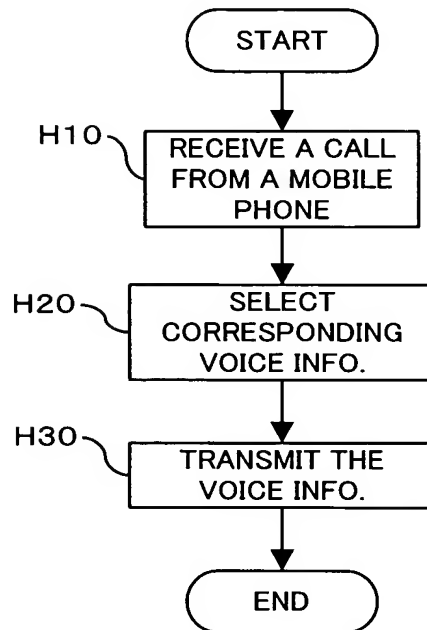 START
H10
RECEIVE A CALL
FROM A MOBILE
PHONE
H20
SELECT
CORRESPONDING
VOICE INFO.
H30
TRANSMIT THE
VOICE INFO.
END